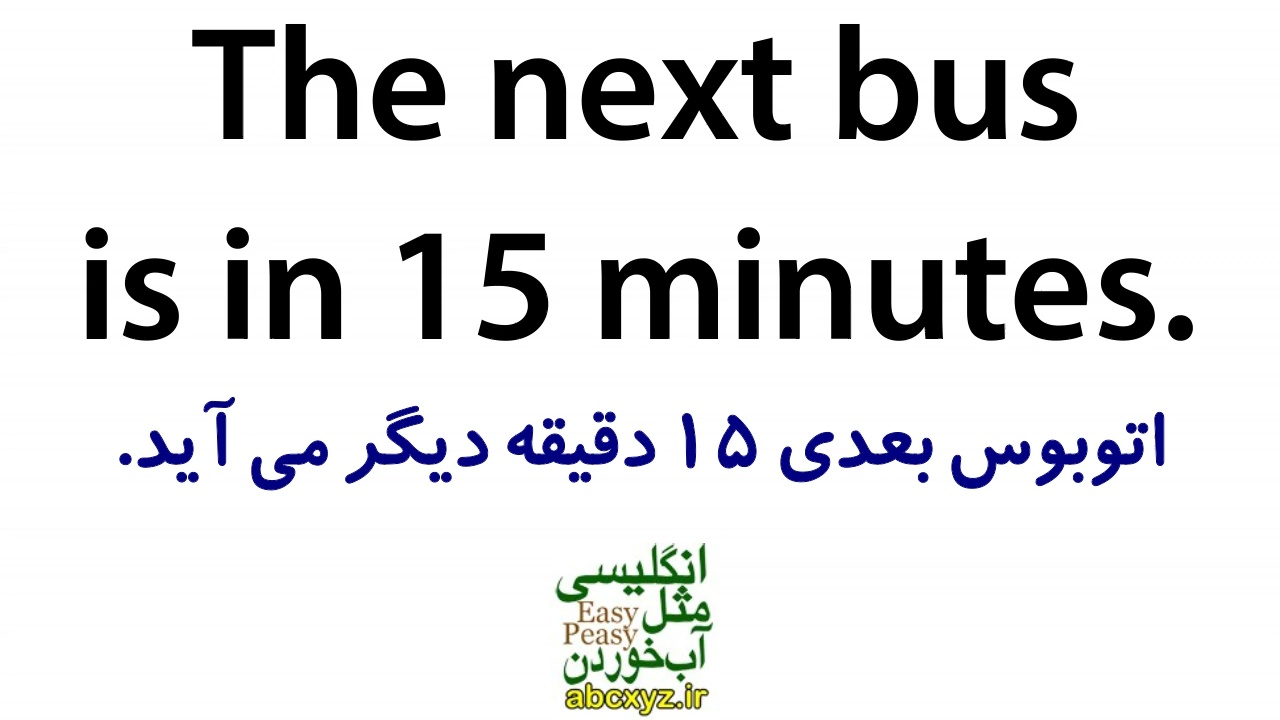 The next bus
is in 15 minutes.
اتوبوس بعدی ۱۵ دقیقه دیگر می آید.
انگلیسی
مثل Easy
Peasy
آب‌خوردن
abcxyz.ir